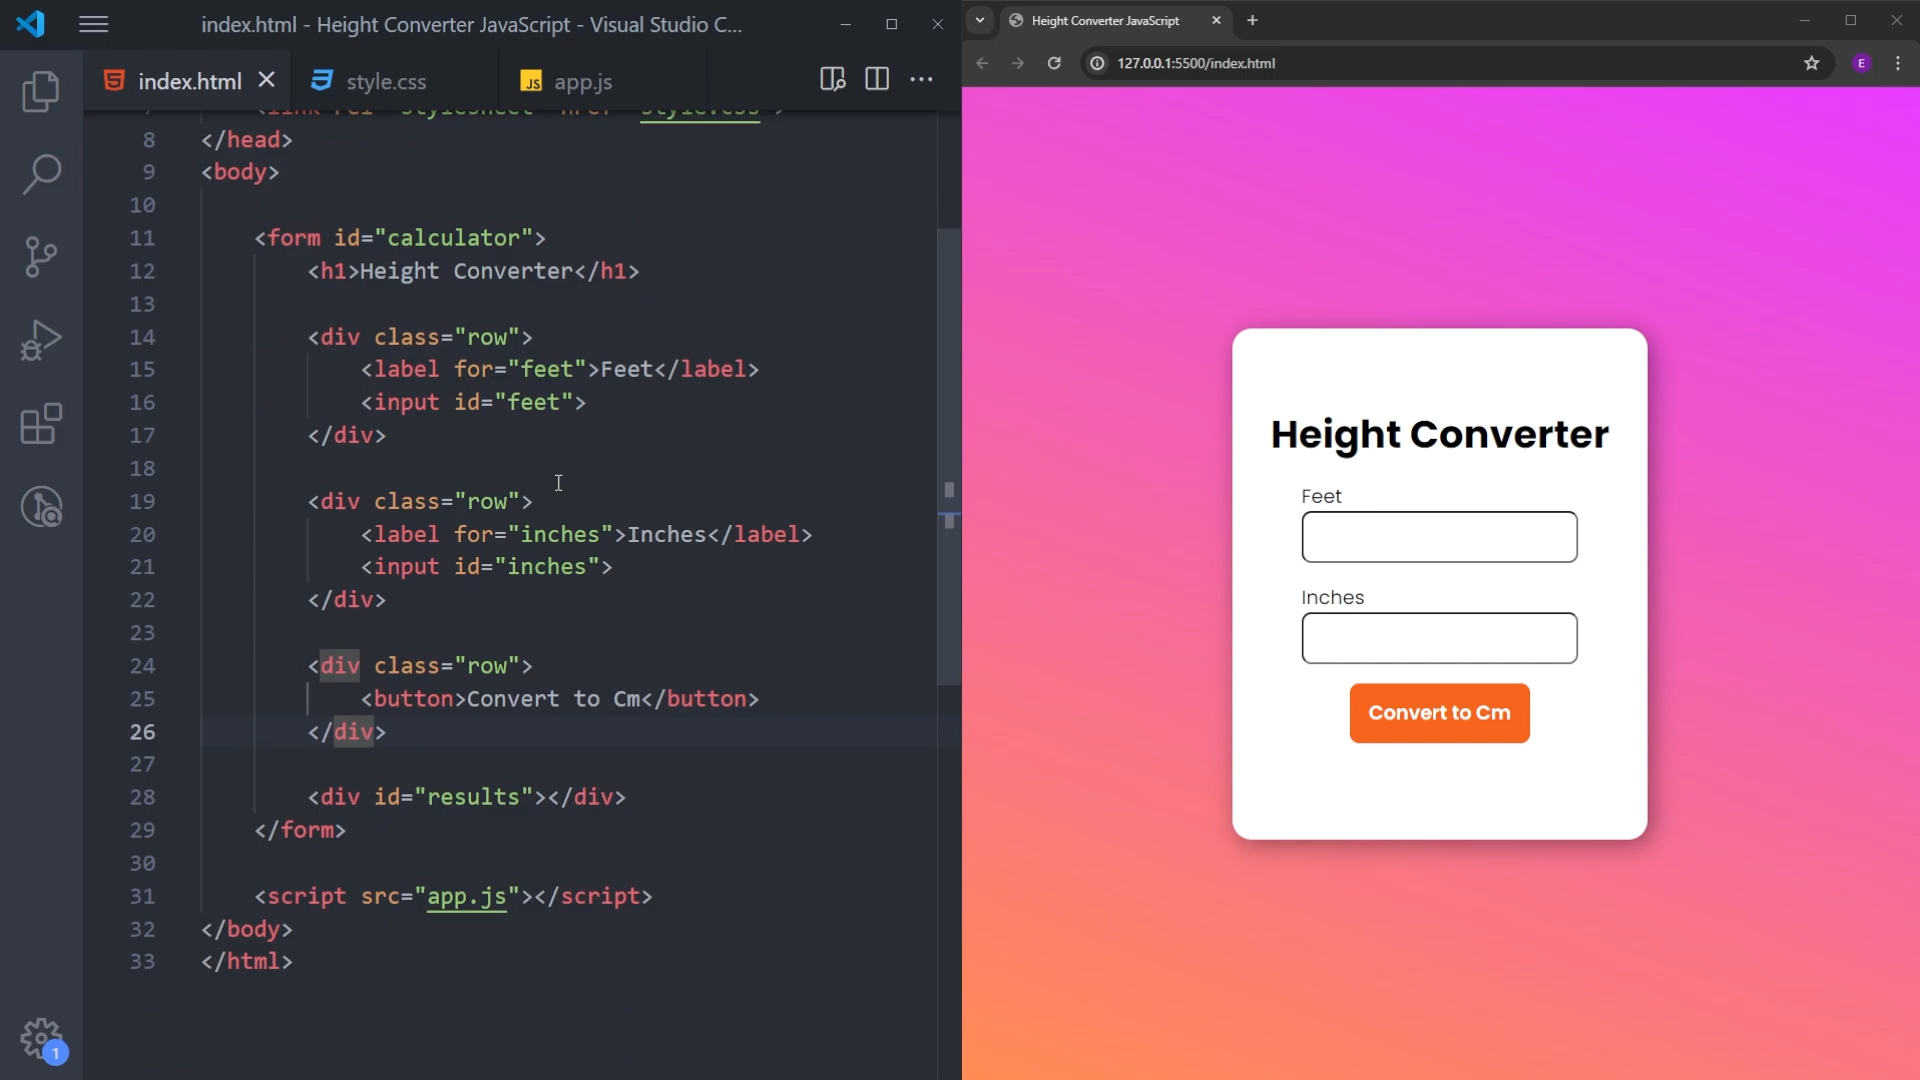 index.html - Height Converter JavaScript - Visual Studio C...
index.html
style.css
JS app.js
8 </head>
9 <body>
10
11 <form id="calculator">
12 <h1>Height Converter</h1>
13
14 <div class="row">
15 <label for="feet">Feet</label>
16 <input id="feet">
17 </div>
18
19 <div class="row">
20 <label for="inches">Inches</label>
21 <input id="inches">
22 </div>
23
24 <div class="row">
25 <button>Convert to Cm</button>
26 </div>
27
28 <div id="results"></div>
29 </form>
30
31 <script src="app.js"></script>
32 </body>
33 </html>
1
Height Converter JavaScript
127.0.0.1:5500/index.html
E
Height Converter
Feet
Inches
Convert to Cm